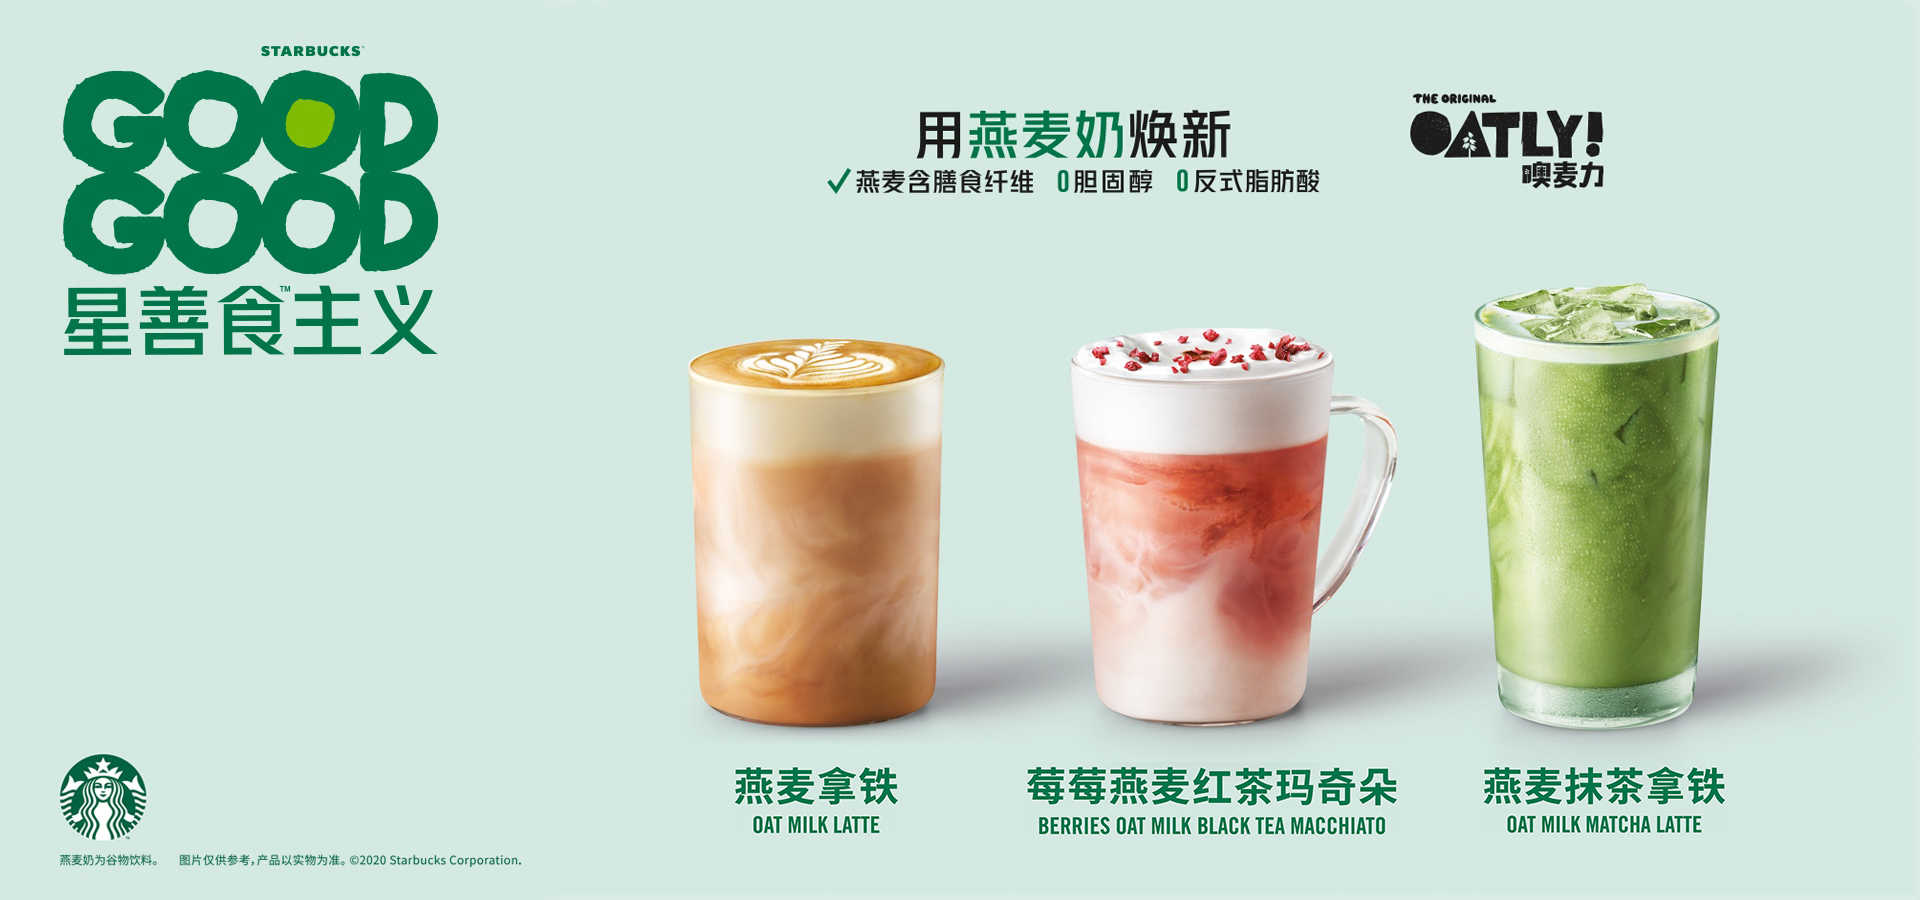 STARBUCKS
GOOD
GOOD
星善食™主义
用燕麦奶焕新
✓燕麦含膳食纤维 0胆固醇 0反式脂肪酸
THE ORIGINAL
OATLY!
噢麦力
燕麦拿铁
OAT MILK LATTE
莓莓燕麦红茶玛奇朵
BERRIES OAT MILK BLACK TEA MACCHIATO
燕麦抹茶拿铁
OAT MILK MATCHA LATTE
燕麦奶为谷物饮料。 图片仅供参考，产品以实物为准。©2020 Starbucks Corporation.